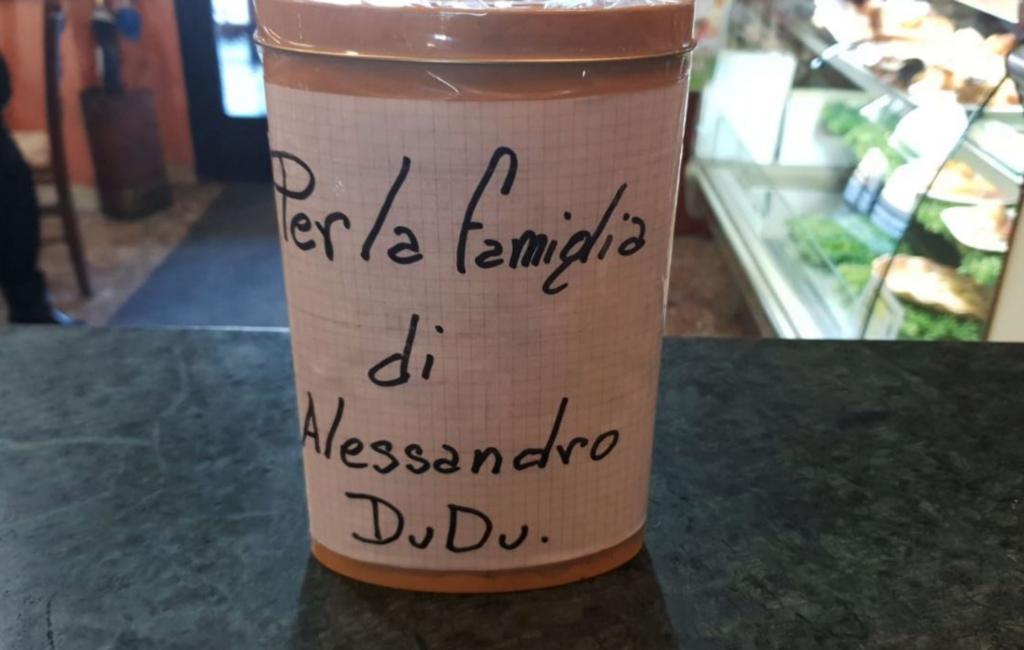 Per la famiglia
di
Alessandro
DuDu.